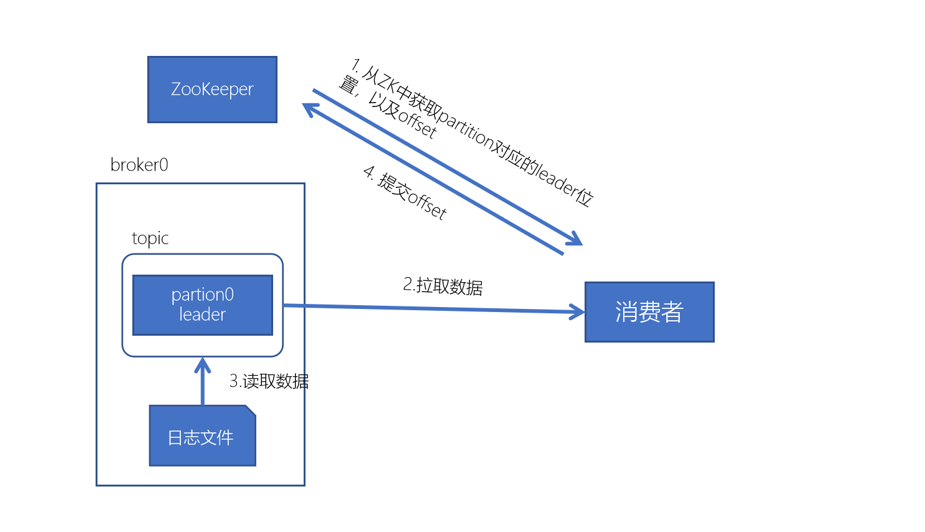 ZooKeeper
1. 从ZK中获取partition对应的leader位
置，以及offset
4. 提交offset
broker0
topic
partion0
leader
2.拉取数据
消费者
3.读取数据
日志文件